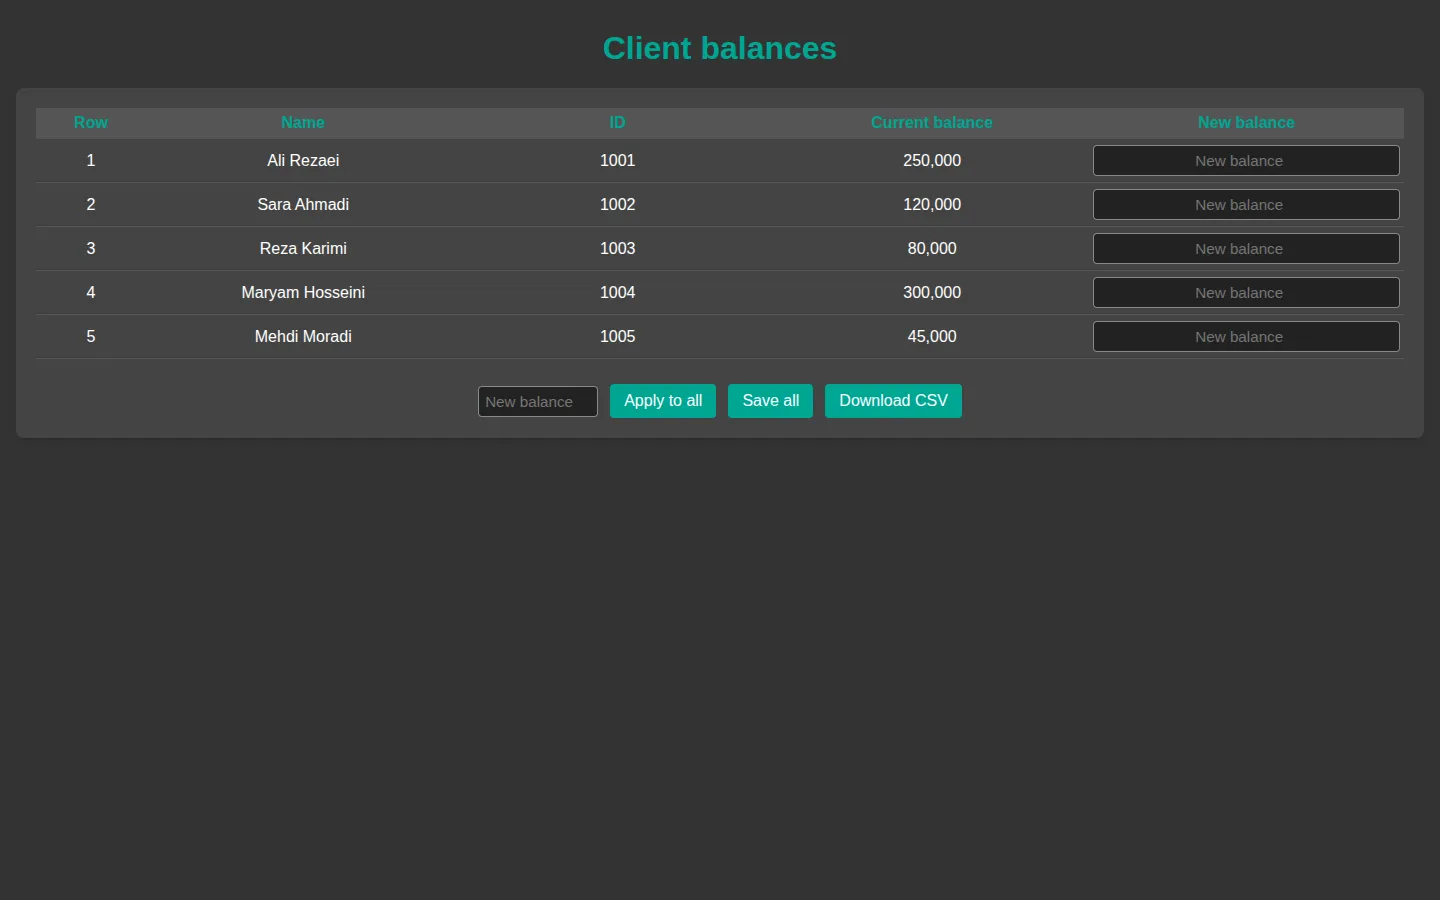 Client balances
Row Name ID Current balance New balance
1 Ali Rezaei 1001 250,000 New balance
2 Sara Ahmadi 1002 120,000 New balance
3 Reza Karimi 1003 80,000 New balance
4 Maryam Hosseini 1004 300,000 New balance
5 Mehdi Moradi 1005 45,000 New balance
New balance Apply to all Save all Download CSV